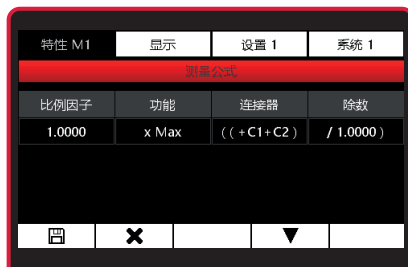 特性 M1 显示 设置 1 系统 1
测量公式
比例因子 功能 连接器 除数
1.0000 x Max ( ( +C1+C2 ) / 1.0000 )